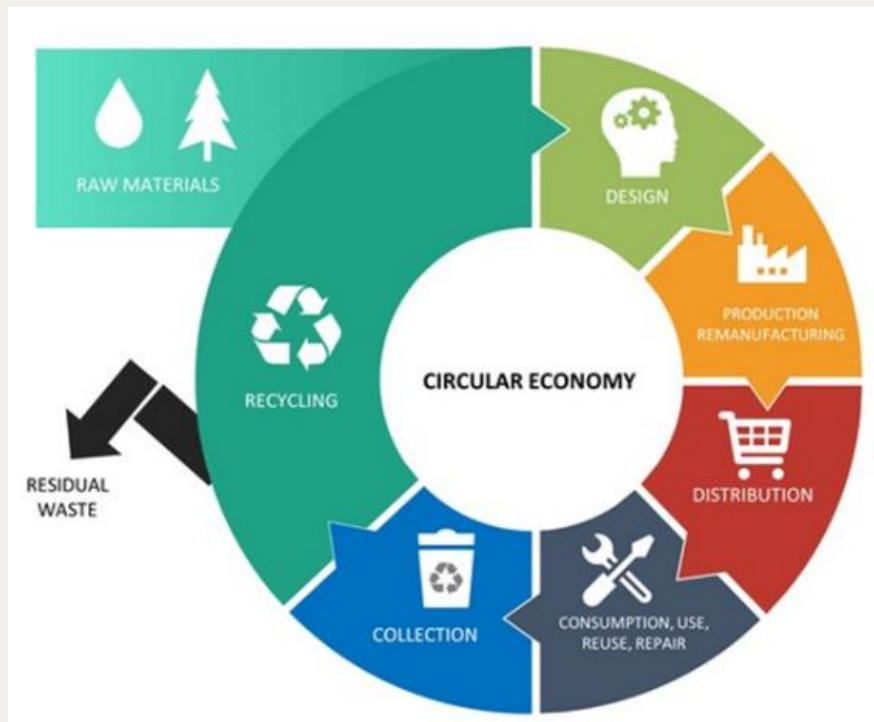 RAW MATERIALS
DESIGN
PRODUCTION
REMANUFACTURING
DISTRIBUTION
CONSUMPTION, USE,
REUSE, REPAIR
COLLECTION
RECYCLING
RESIDUAL
WASTE
CIRCULAR ECONOMY